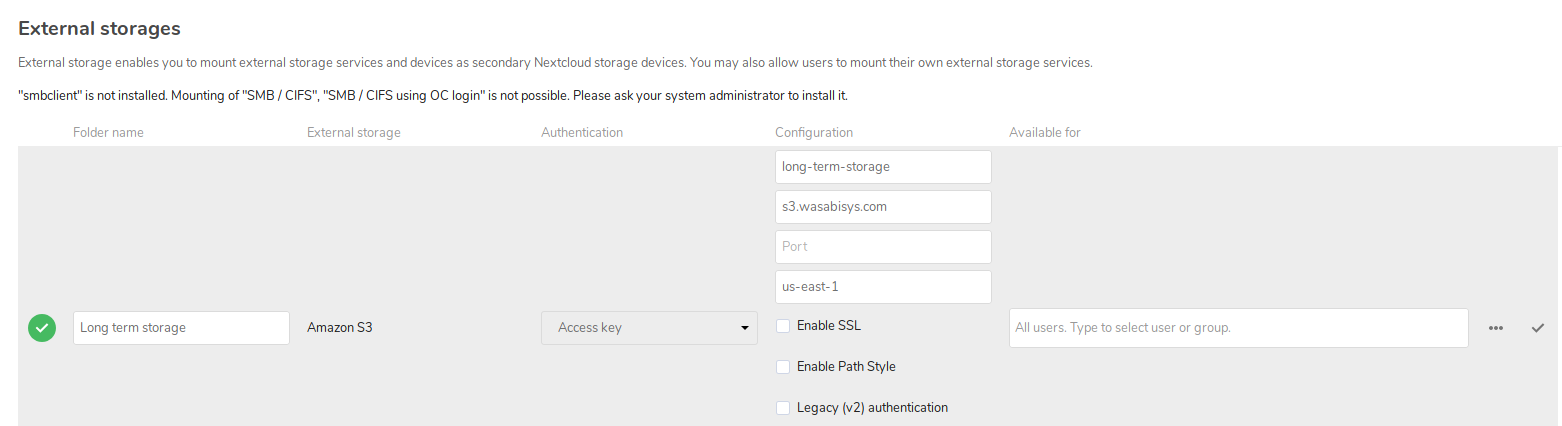 External storages
External storage enables you to mount external storage services and devices as secondary Nextcloud storage devices. You may also allow users to mount their own external storage services.
"smbclient" is not installed. Mounting of "SMB / CIFS", "SMB / CIFS using OC login" is not possible. Please ask your system administrator to install it.
Folder name External storage Authentication Configuration Available for
long-term-storage
s3.wasabisys.com
Port
us-east-1
Long term storage Amazon S3 Access key Enable SSL All users. Type to select user or group.
Enable Path Style
Legacy (v2) authentication